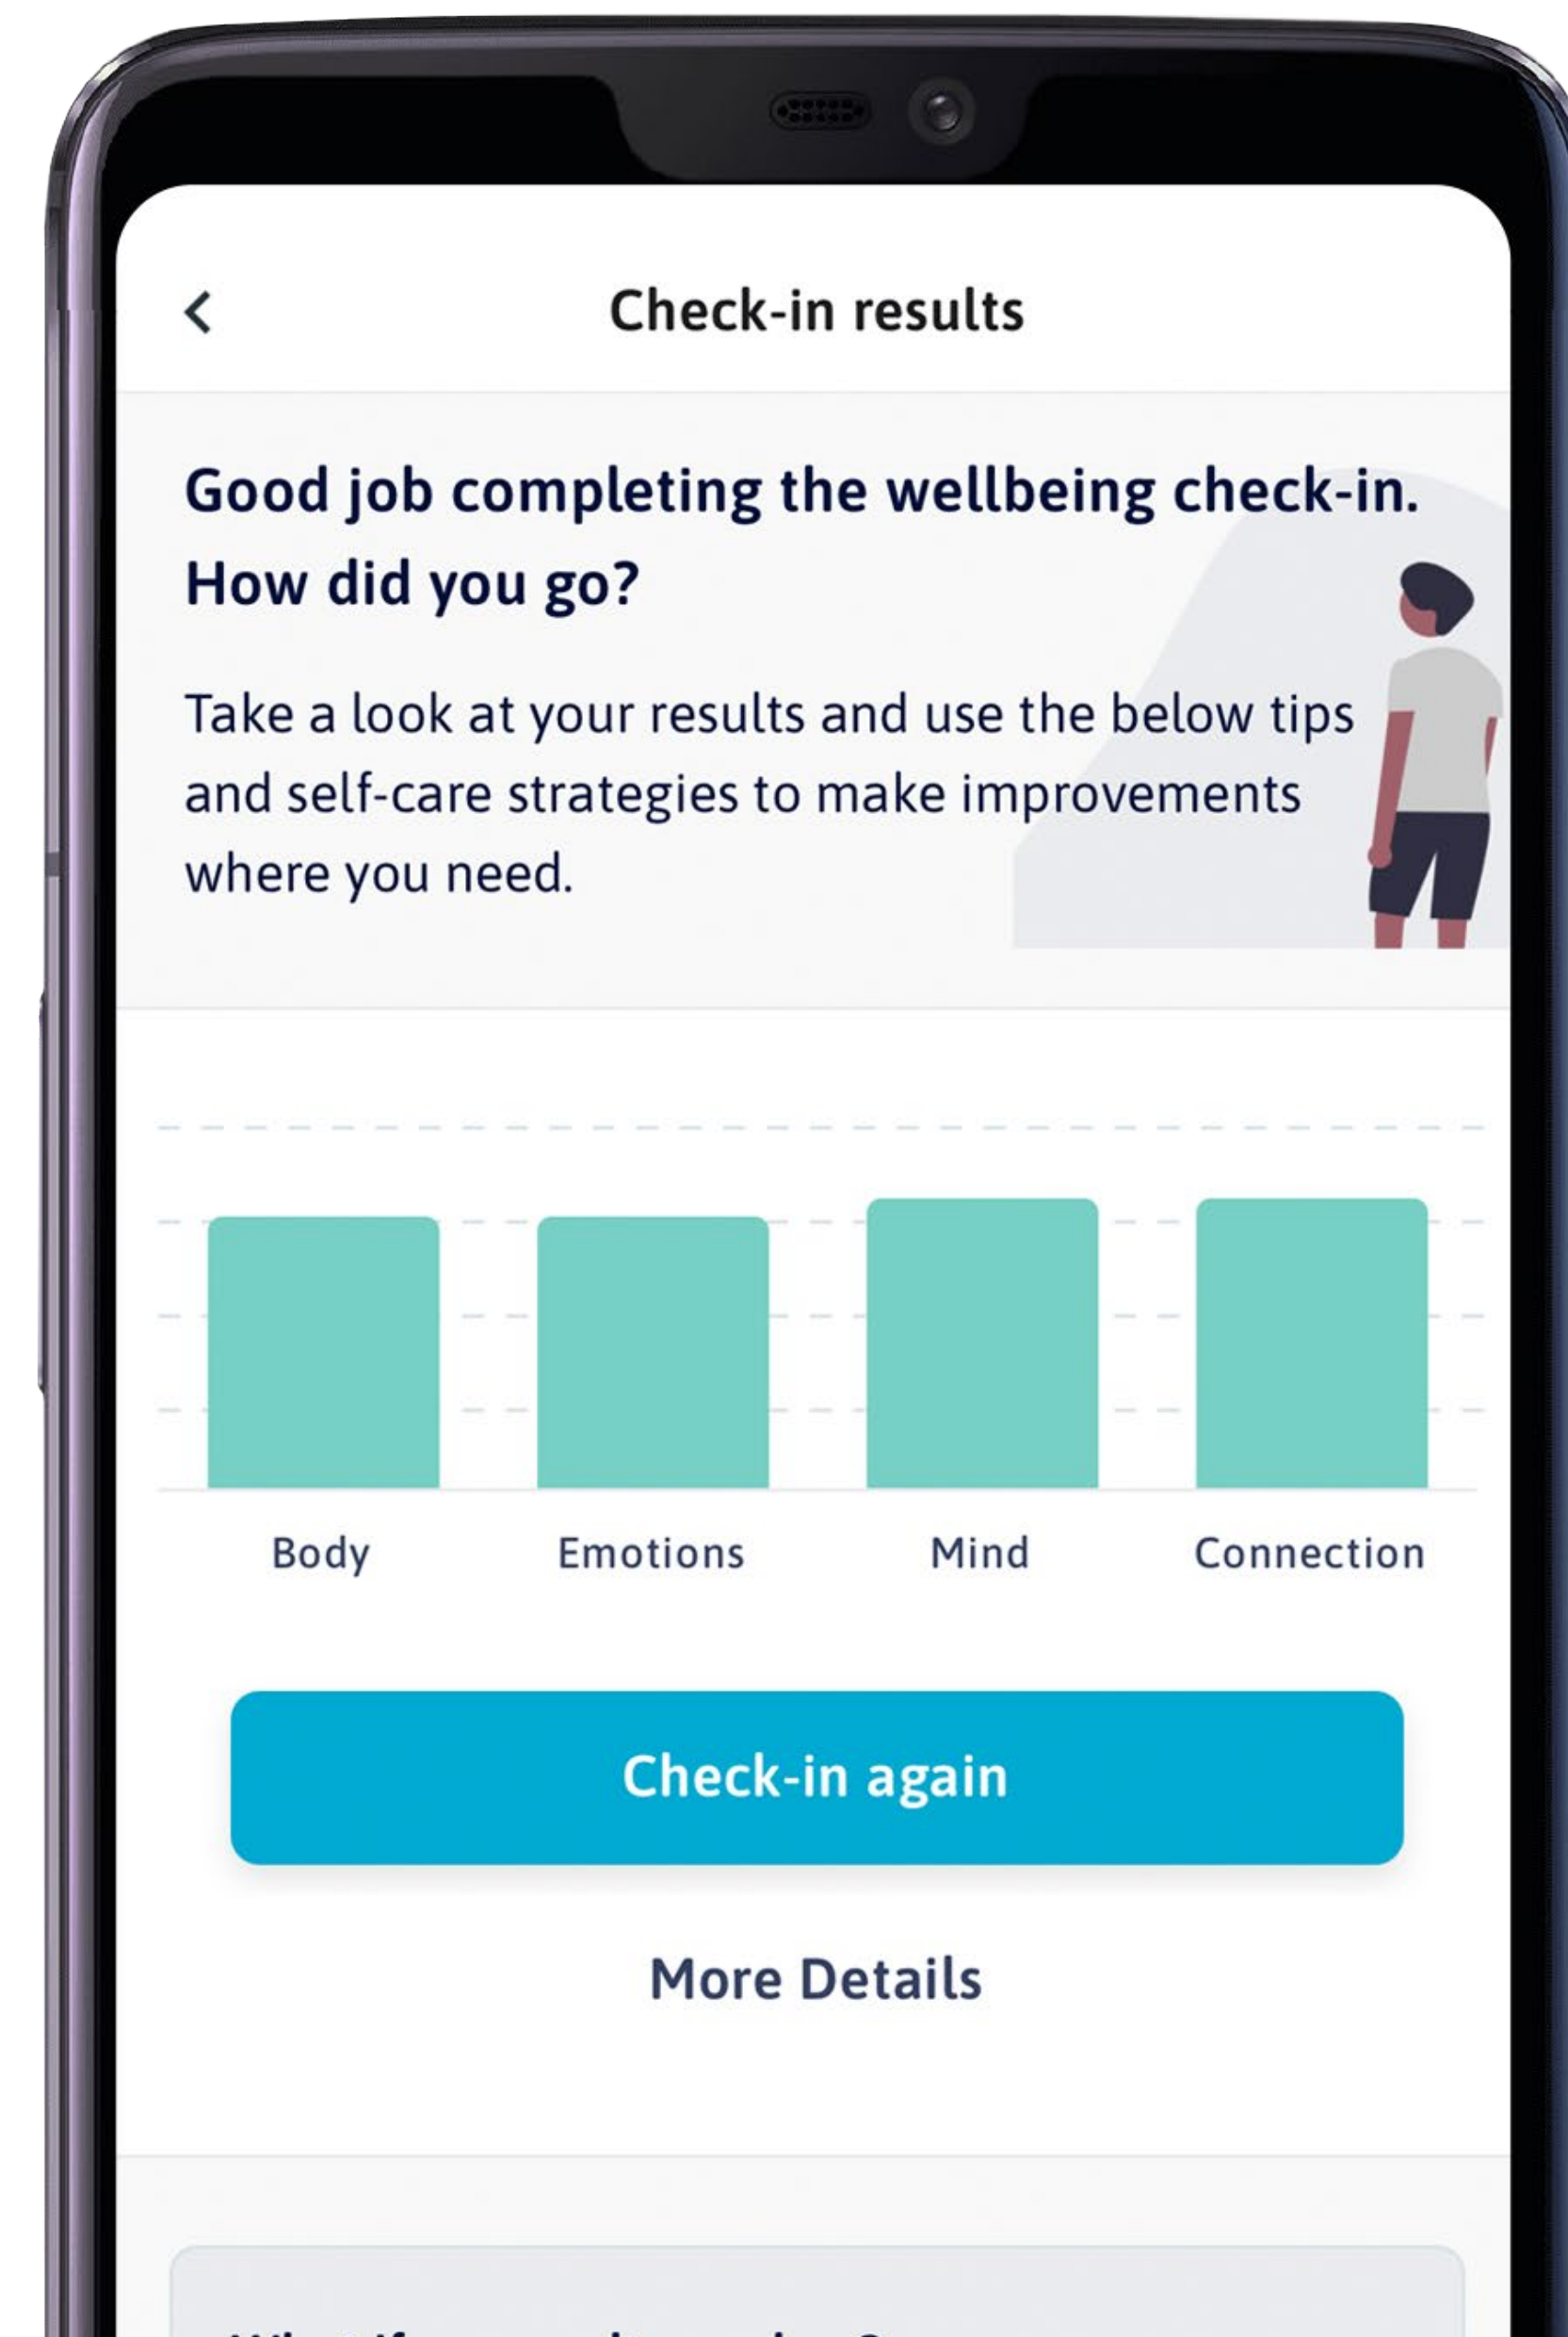 Check-in results
Good job completing the wellbeing check-in.
How did you go?
Take a look at your results and use the below tips
and self-care strategies to make improvements
where you need.
Body Emotions Mind Connection
Check-in again
More Details